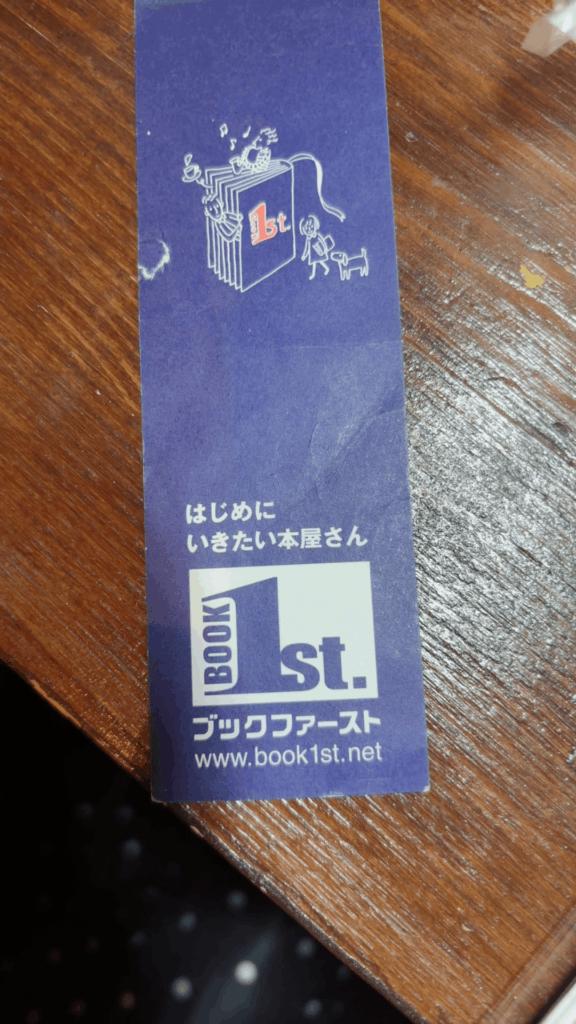 1st.
はじめに
いきたい本屋さん
BOOK 1st.
ブックファースト
www.book1st.net